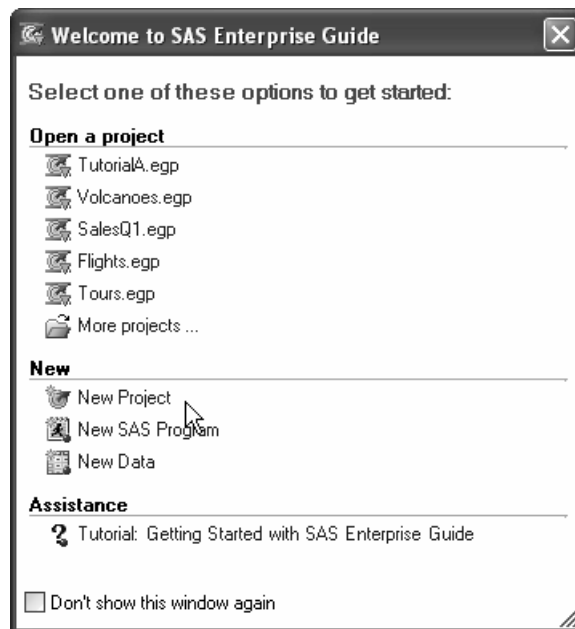 Welcome to SAS Enterprise Guide
Select one of these options to get started:
Open a project
TutorialA.egp
Volcanoes.egp
SalesQ1.egp
Flights.egp
Tours.egp
More projects ...
New
New Project
New SAS Program
New Data
Assistance
Tutorial: Getting Started with SAS Enterprise Guide
Don't show this window again